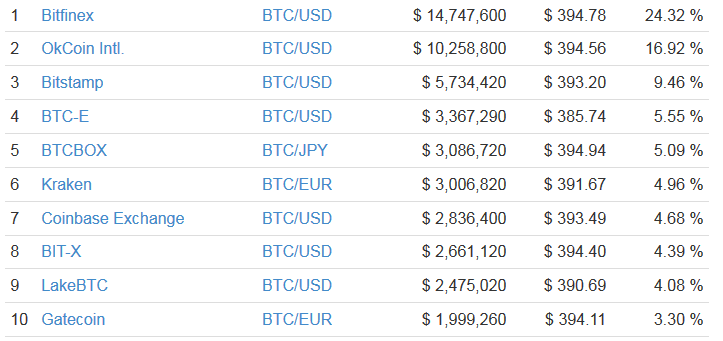 1 Bitfinex BTC/USD $ 14,747,600 $ 394.78 24.32 %
2 OkCoin Intl. BTC/USD $ 10,258,800 $ 394.56 16.92 %
3 Bitstamp BTC/USD $ 5,734,420 $ 393.20 9.46 %
4 BTC-E BTC/USD $ 3,367,290 $ 385.74 5.55 %
5 BTCBOX BTC/JPY $ 3,086,720 $ 394.94 5.09 %
6 Kraken BTC/EUR $ 3,006,820 $ 391.67 4.96 %
7 Coinbase Exchange BTC/USD $ 2,836,400 $ 393.49 4.68 %
8 BIT-X BTC/USD $ 2,661,120 $ 394.40 4.39 %
9 LakeBTC BTC/USD $ 2,475,020 $ 390.69 4.08 %
10 Gatecoin BTC/EUR $ 1,999,260 $ 394.11 3.30 %